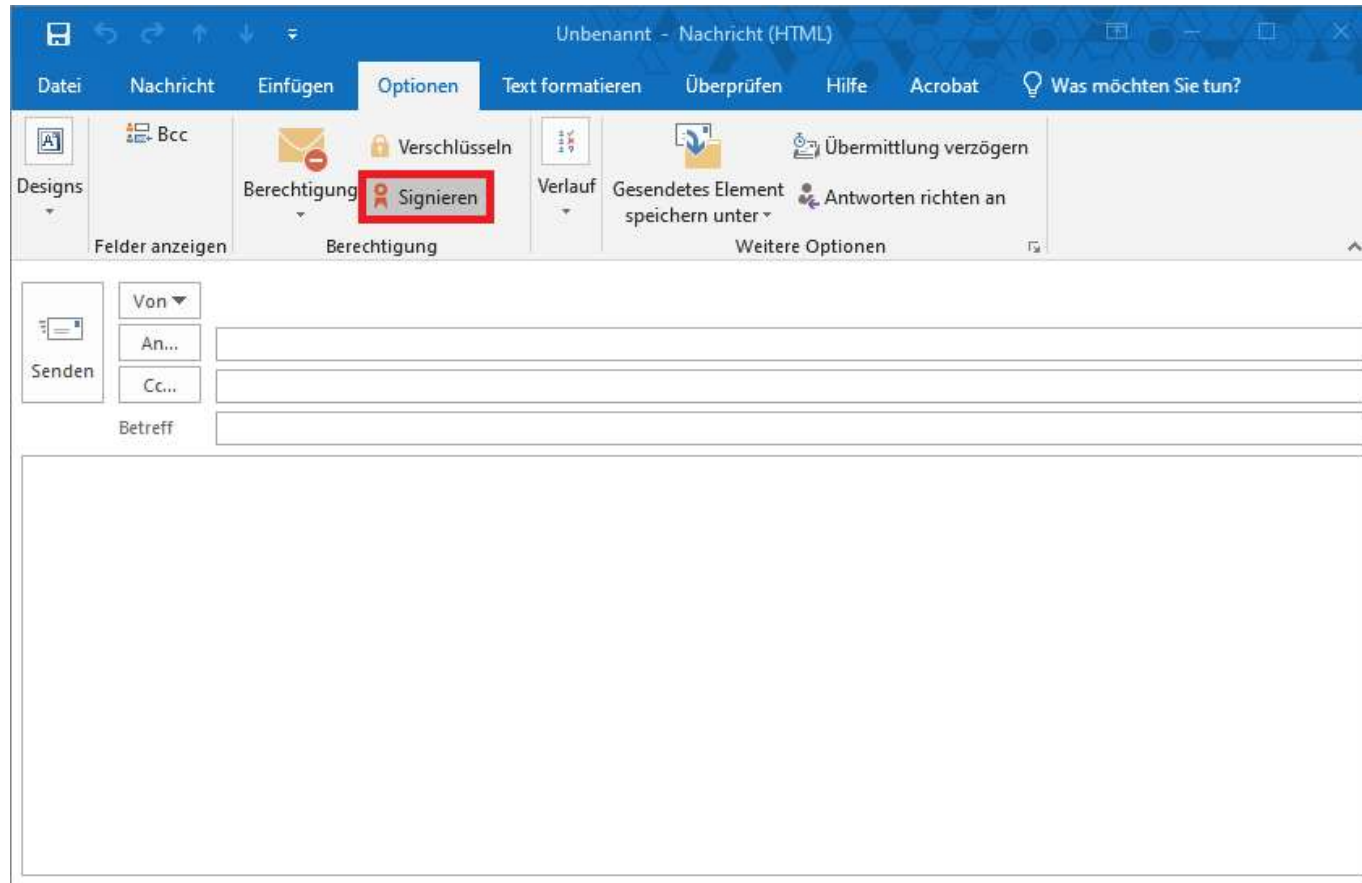 Unbenannt - Nachricht (HTML)
Datei Nachricht Einfügen Optionen Text formatieren Überprüfen Hilfe Acrobat Was möchten Sie tun?
Designs
Bcc
Felder anzeigen
Berechtigung
Verschlüsseln
Signieren
Berechtigung
Verlauf
Gesendetes Element
speichern unter
Übermittlung verzögern
Antworten richten an
Weitere Optionen
Senden
Von
An...
Cc...
Betreff